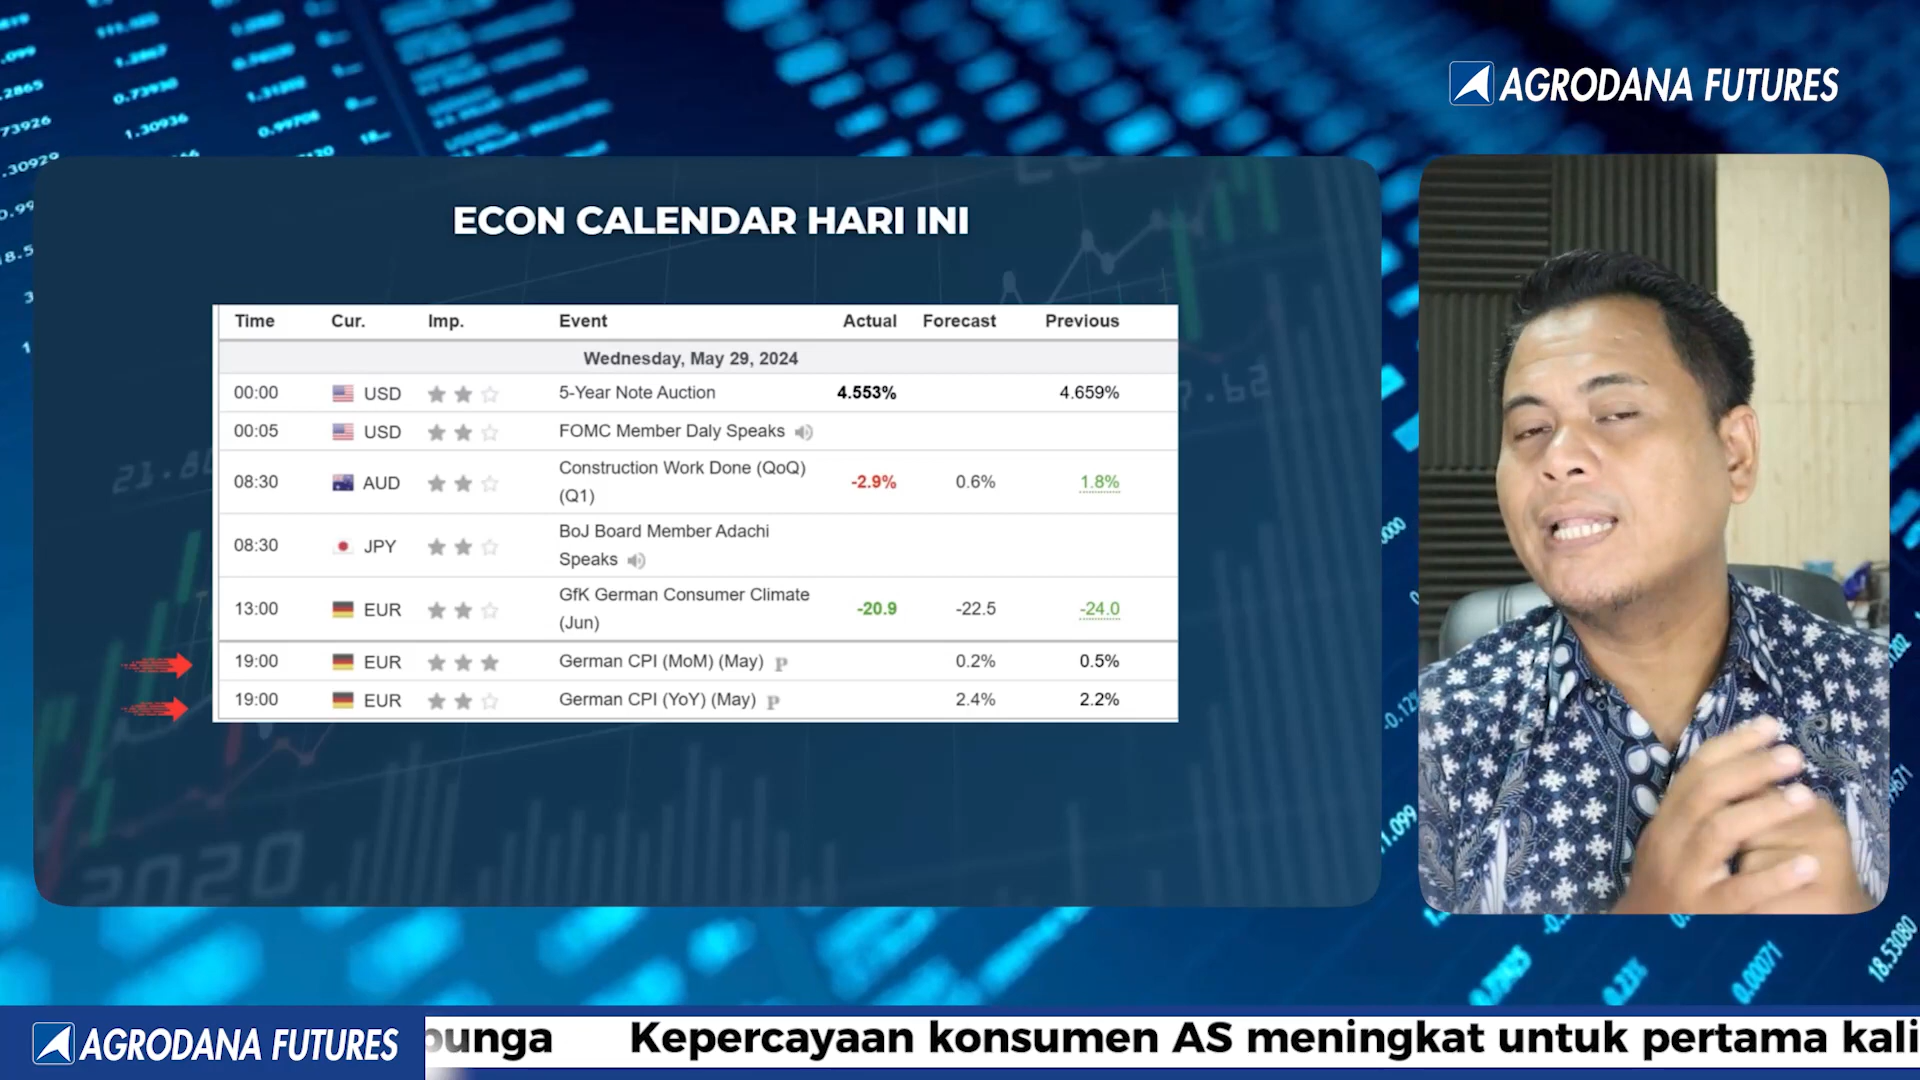 AGRODANA FUTURES
ECON CALENDAR HARI INI
Time Cur. Imp. Event Actual Forecast Previous
Wednesday, May 29, 2024
00:00 USD 5-Year Note Auction 4.553% 4.659%
00:05 USD FOMC Member Daly Speaks
08:30 AUD Construction Work Done (QoQ) (Q1) -2.9% 0.6% 1.8%
08:30 JPY BoJ Board Member Adachi Speaks
13:00 EUR GfK German Consumer Climate (Jun) -20.9 -22.5 -24.0
19:00 EUR German CPI (MoM) (May) P 0.2% 0.5%
19:00 EUR German CPI (YoY) (May) P 2.4% 2.2%
2020
AGRODANA FUTURES
bunga Kepercayaan konsumen AS meningkat untuk pertama kali